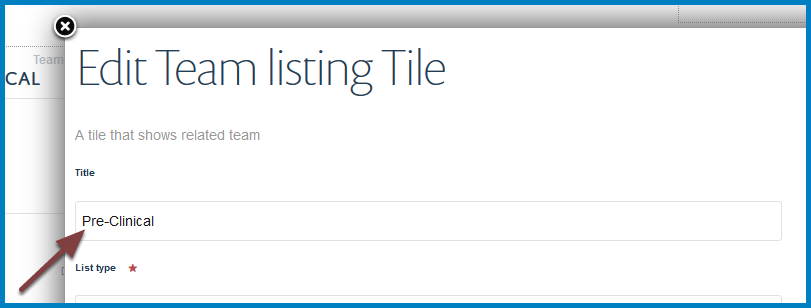 Edit Team listing Tile
Team
CAL
A tile that shows related team
Title
Pre-Clinical
List type ★